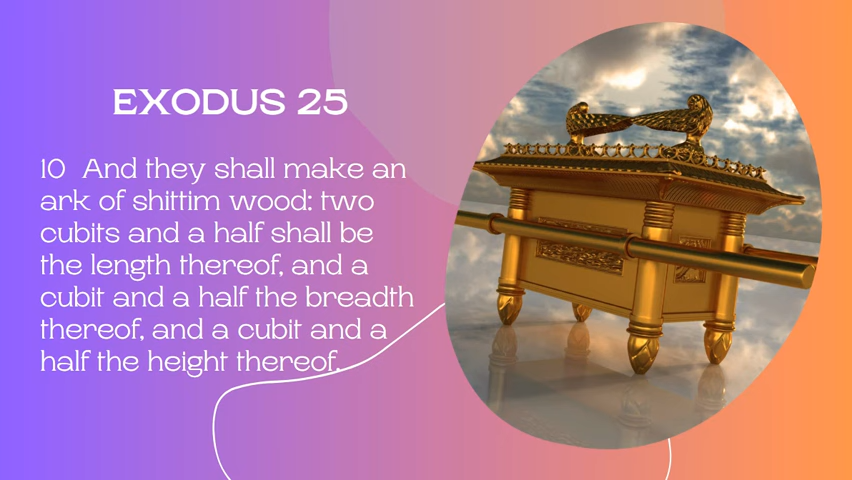 EXODUS 25
10 And they shall make an
ark of shittim wood: two
cubits and a half shall be
the length thereof, and a
cubit and a half the breadth
thereof, and a cubit and a
half the height thereof.